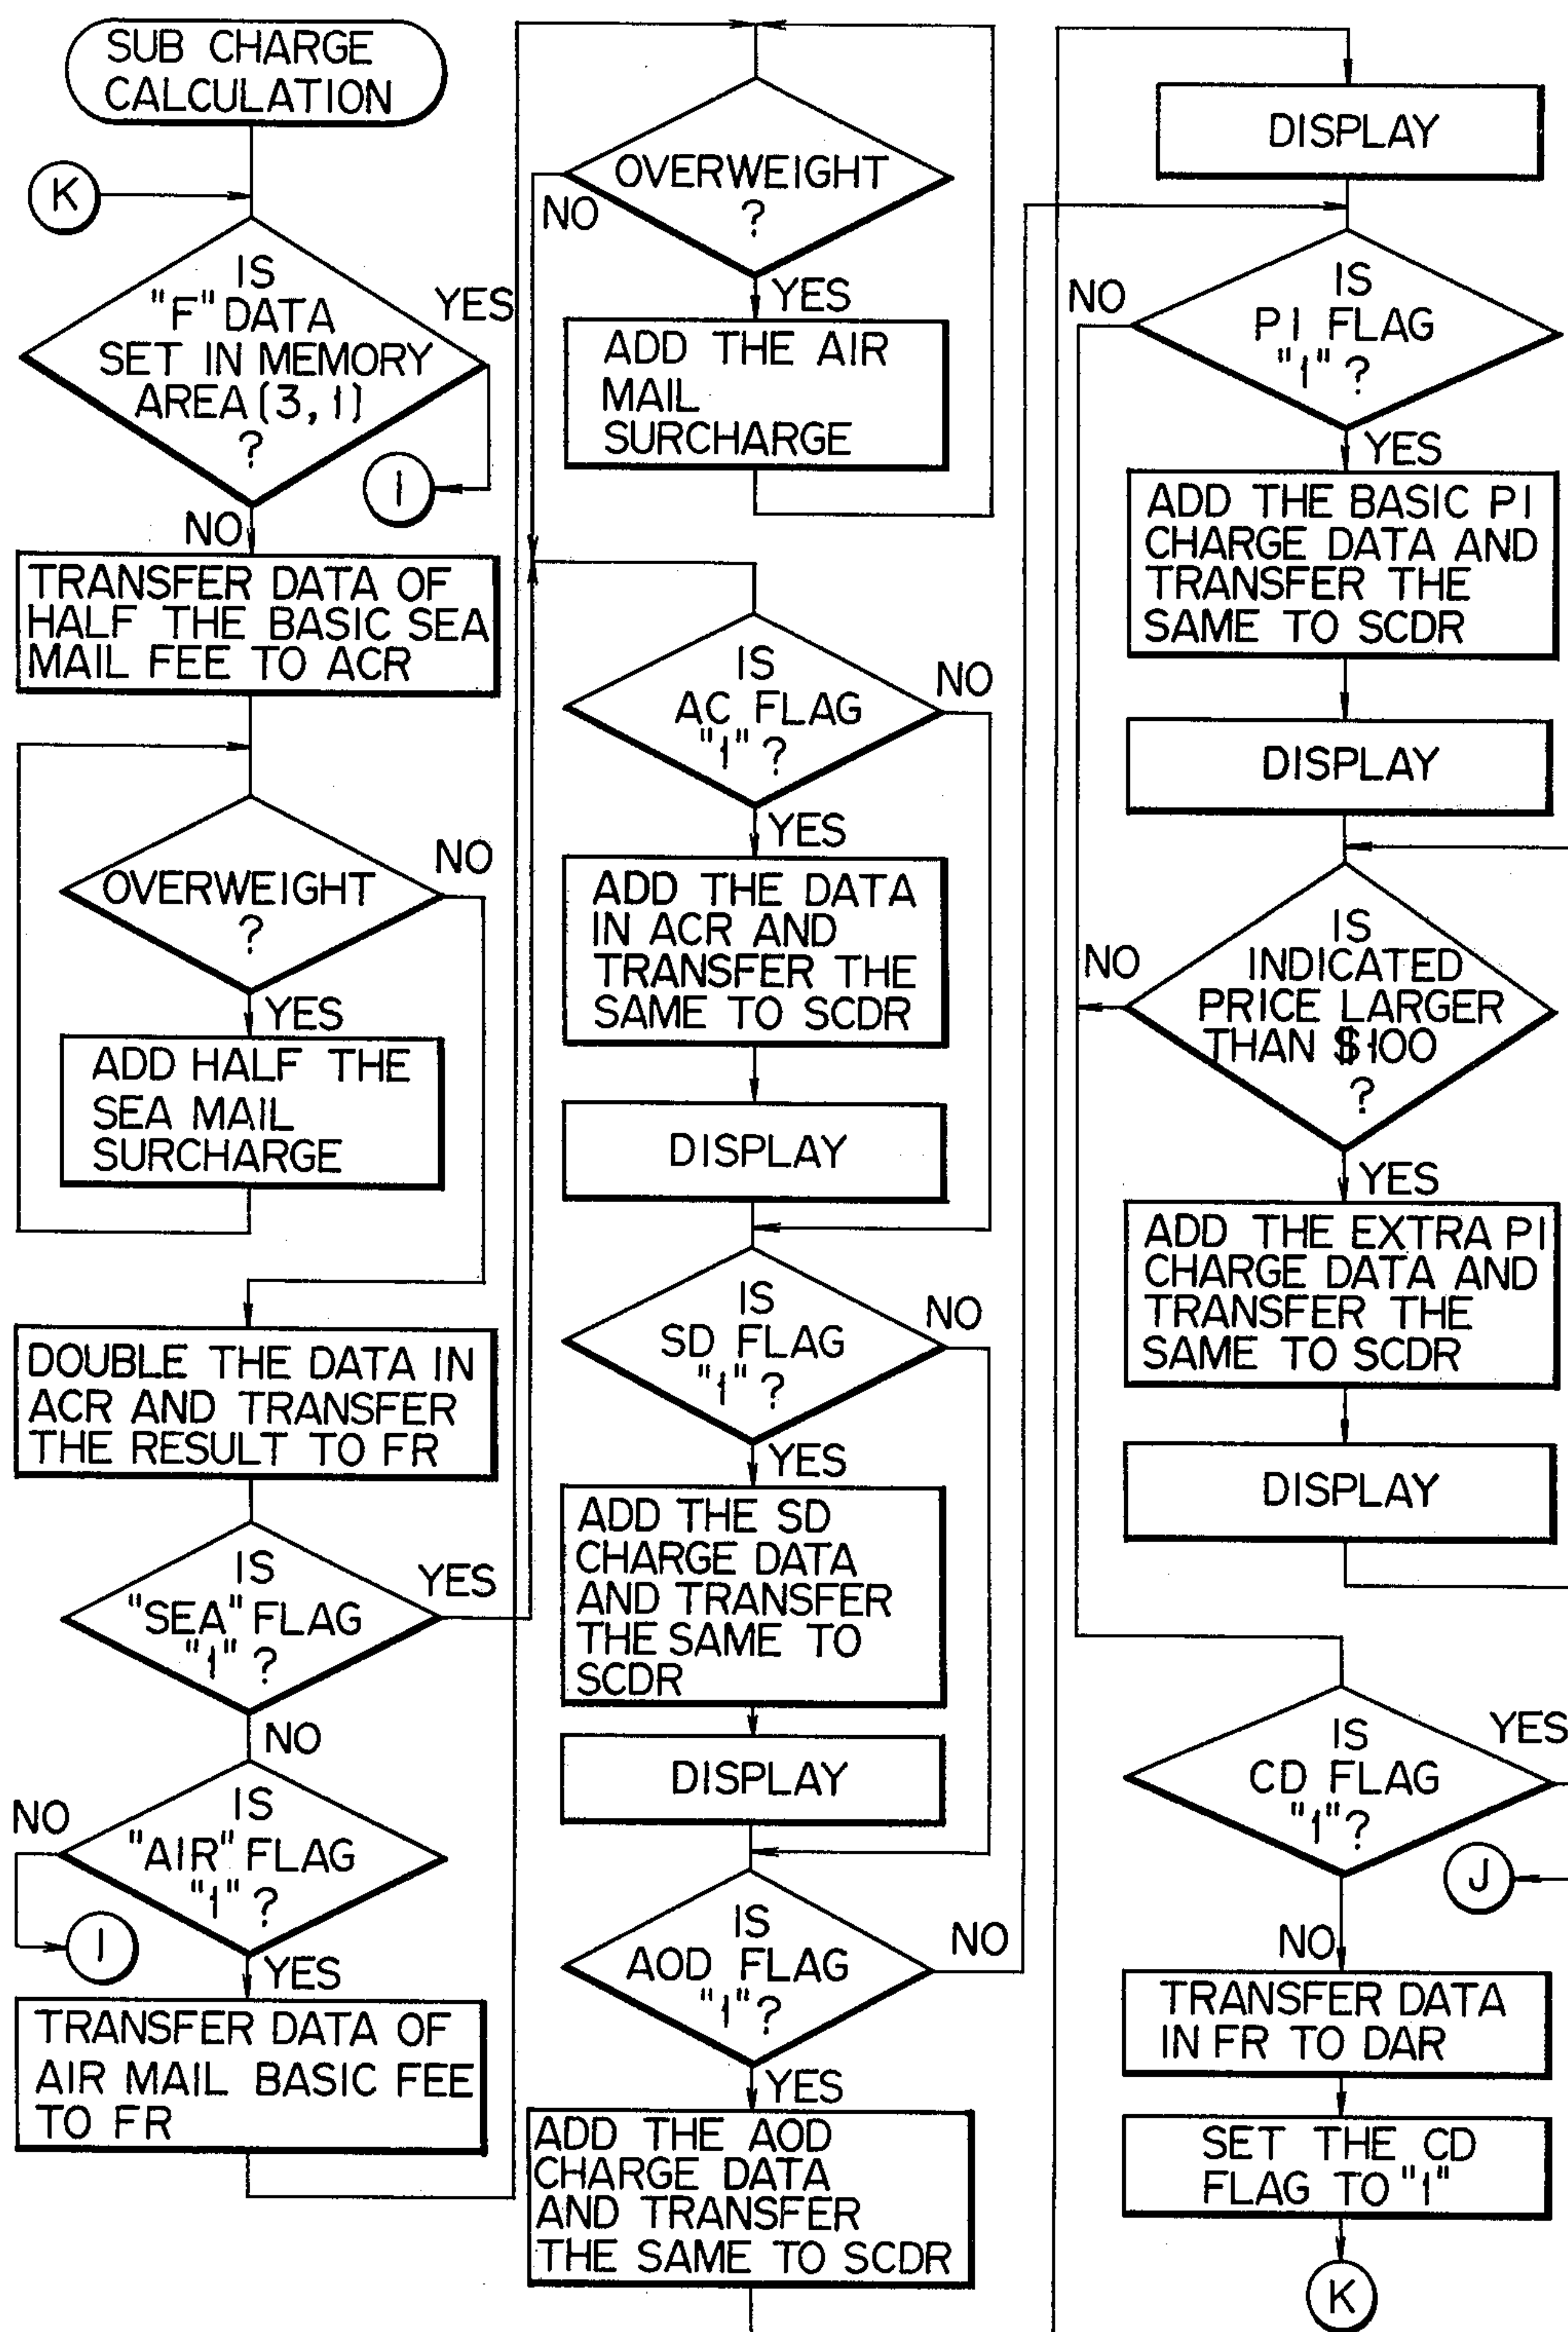 SUB CHARGE
CALCULATION
K
IS
"F" DATA
SET IN MEMORY
AREA (3,1)
?
YES
I
NO
TRANSFER DATA OF
HALF THE BASIC SEA
MAIL FEE TO ACR
OVERWEIGHT
?
NO
YES
ADD HALF THE
SEA MAIL
SURCHARGE
DOUBLE THE DATA IN
ACR AND TRANSFER
THE RESULT TO FR
IS
"SEA" FLAG
"1" ?
YES
NO
IS
"AIR" FLAG
"1" ?
NO
I
YES
TRANSFER DATA OF
AIR MAIL BASIC FEE
TO FR
OVERWEIGHT
?
NO
YES
ADD THE AIR
MAIL
SURCHARGE
IS
AC FLAG
"1" ?
NO
YES
ADD THE DATA
IN ACR AND
TRANSFER THE
SAME TO SCDR
DISPLAY
IS
SD FLAG
"1" ?
NO
YES
ADD THE SD
CHARGE DATA
AND TRANSFER
THE SAME TO
SCDR
DISPLAY
IS
AOD FLAG
"1" ?
NO
YES
ADD THE AOD
CHARGE DATA
AND TRANSFER
THE SAME TO SCDR
DISPLAY
IS
PI FLAG
"1" ?
NO
YES
ADD THE BASIC PI
CHARGE DATA AND
TRANSFER THE
SAME TO SCDR
DISPLAY
IS
INDICATED
PRICE LARGER
THAN $100
?
NO
YES
ADD THE EXTRA PI
CHARGE DATA AND
TRANSFER THE
SAME TO SCDR
DISPLAY
IS
CD FLAG
"1"?
YES
J
NO
TRANSFER DATA
IN FR TO DAR
SET THE CD
FLAG TO "1"
K